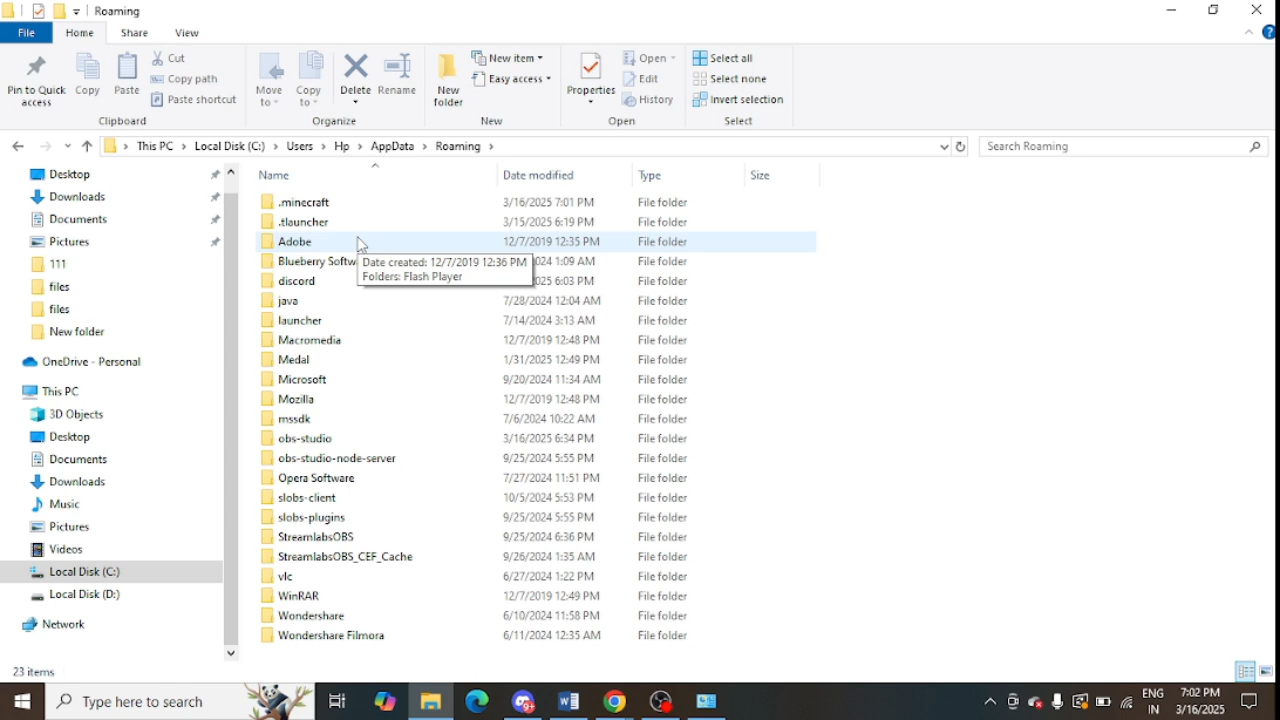 Roaming
File Home Share View
Pin to Quick access
Copy
Paste
Cut
Copy path
Paste shortcut
Clipboard
Move to
Copy to
Delete
Rename
Organize
New folder
New item
Easy access
New
Properties
Open
Edit
History
Open
Select all
Select none
Invert selection
Select
This PC > Local Disk (C:) > Users > Hp > AppData > Roaming >
Search Roaming
Desktop
Downloads
Documents
Pictures
111
files
files
New folder
OneDrive - Personal
This PC
3D Objects
Desktop
Documents
Downloads
Music
Pictures
Videos
Local Disk (C:)
Local Disk (D:)
Network
Name Date modified Type Size
.minecraft 3/16/2025 7:01 PM File folder
.tlauncher 3/15/2025 6:19 PM File folder
Adobe 12/7/2019 12:35 PM File folder
Blueberry Softw 024 1:09 AM File folder
Date created: 12/7/2019 12:36 PM
Folders: Flash Player
discord 025 6:03 PM File folder
java 7/28/2024 12:04 AM File folder
launcher 7/14/2024 3:13 AM File folder
Macromedia 12/7/2019 12:48 PM File folder
Medal 1/31/2025 12:49 PM File folder
Microsoft 9/20/2024 11:34 AM File folder
Mozilla 12/7/2019 12:48 PM File folder
mssdk 7/6/2024 10:22 AM File folder
obs-studio 3/16/2025 6:34 PM File folder
obs-studio-node-server 9/25/2024 5:55 PM File folder
Opera Software 7/27/2024 11:51 PM File folder
slobs-client 10/5/2024 5:53 PM File folder
slobs-plugins 9/25/2024 5:55 PM File folder
StreamlabsOBS 9/25/2024 6:36 PM File folder
StreamlabsOBS_CEF_Cache 9/26/2024 1:35 AM File folder
vlc 6/27/2024 1:22 PM File folder
WinRAR 12/7/2019 12:49 PM File folder
Wondershare 6/10/2024 11:58 PM File folder
Wondershare Filmora 6/11/2024 12:35 AM File folder
23 items
Type here to search
ENG
IN
7:02 PM
3/16/2025